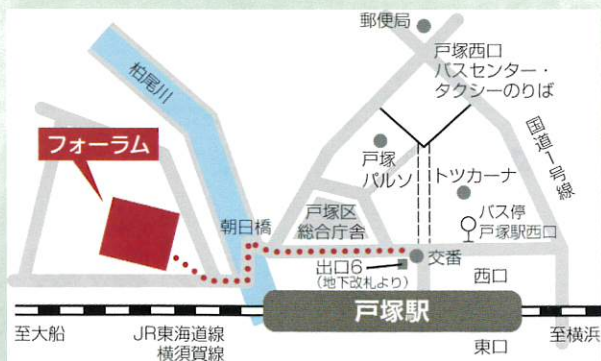 郵便局
戸塚西口
バスセンター・
タクシーのりば
柏尾川
国道1号線
フォーラム
戸塚
パルソ
トツカーナ
朝日橋
戸塚区
総合庁舎
バス停
戸塚駅西口
交番
出口6
(地下改札より)
西口
戸塚駅
至大船
JR東海道線
横須賀線
東口
至横浜